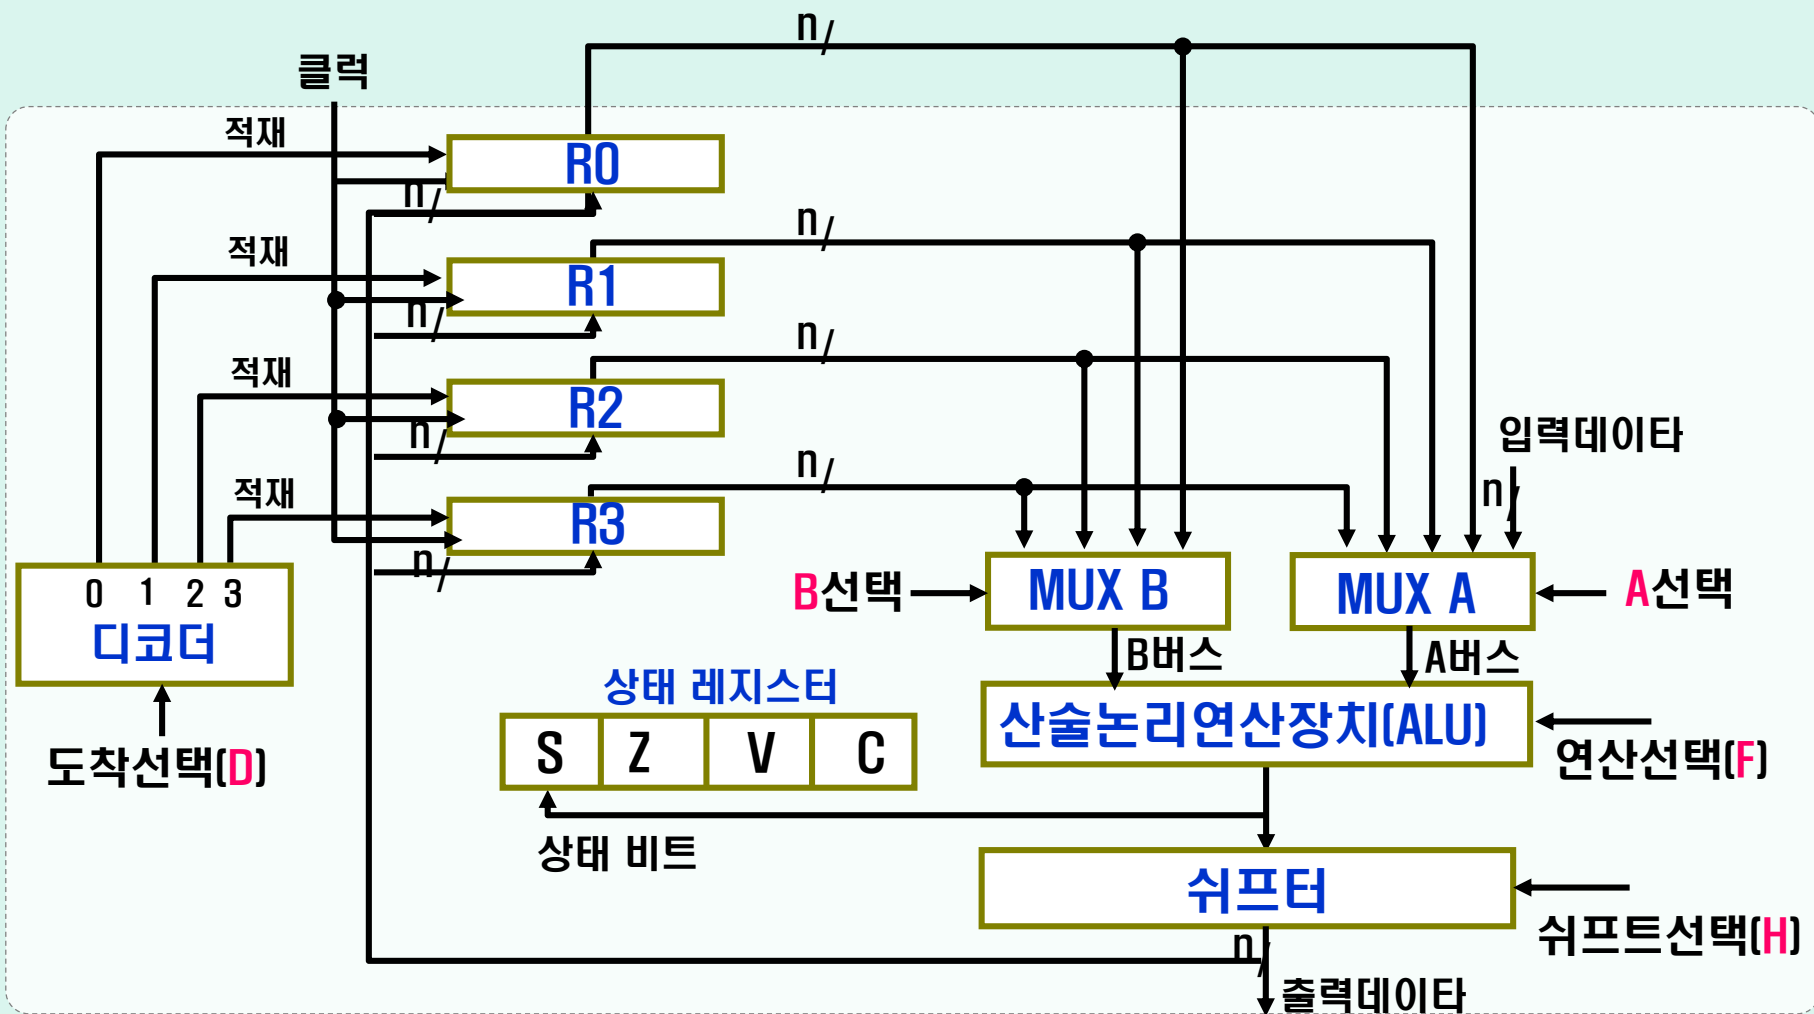 n/
클럭
적재
R0
n/
n/
적재
R1
n/
n/
적재
R2
n/
n/
입력데이타
적재
R3
n/
n/
0 1 2 3
디코더
B선택
MUX B
MUX A
A선택
B버스
A버스
상태 레지스터
S Z V C
산술논리연산장치(ALU)
도착선택(D)
연산선택(F)
상태 비트
쉬프터
쉬프트선택(H)
n/
출력데이타